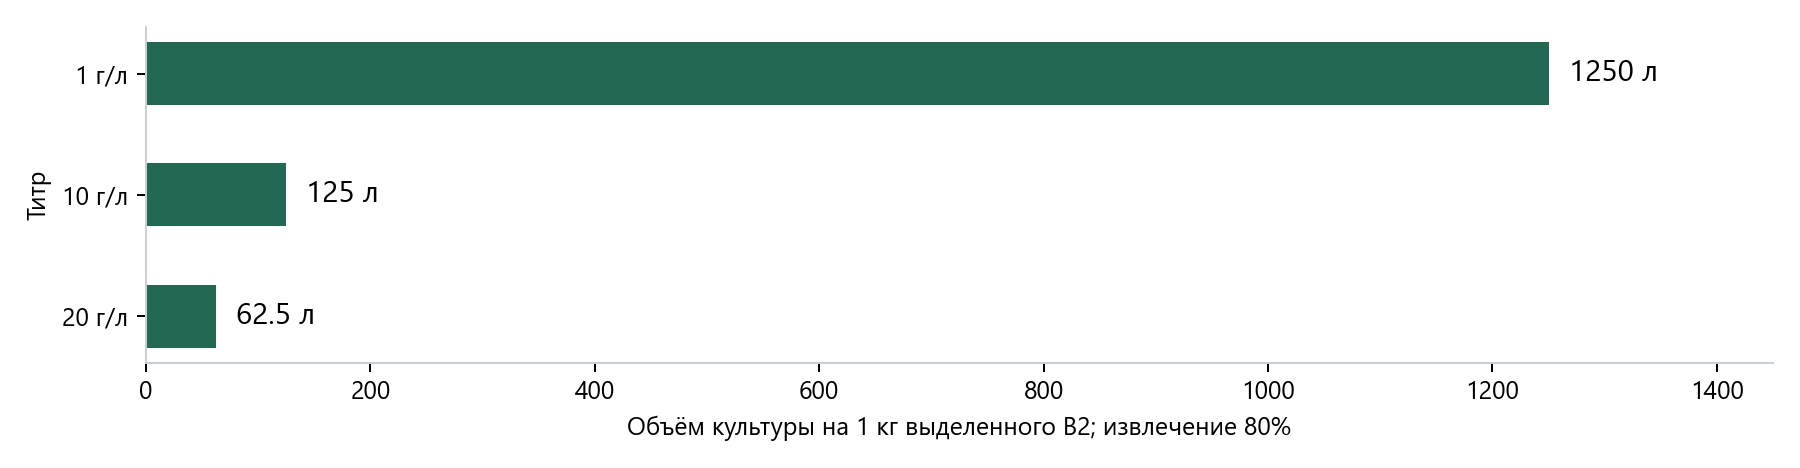 Титр
1 г/л
1250 л
10 г/л
125 л
20 г/л
62.5 л
0 200 400 600 800 1000 1200 1400
Объём культуры на 1 кг выделенного B2; извлечение 80%